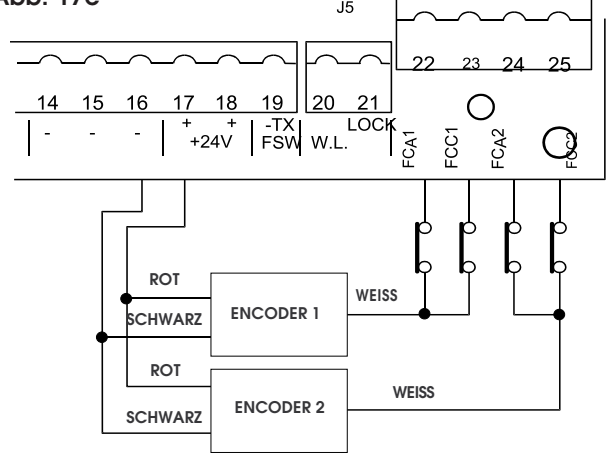 Abb. 17C
J5
22 23 24 25
14 15 16 17 18 19 20 21
- - - + + -TX LOCK
+24V FSW W.L.
FCA1 FCC1 FCA2 FCC2
ROT
WEISS
ENCODER 1
SCHWARZ
ROT
WEISS
ENCODER 2
SCHWARZ